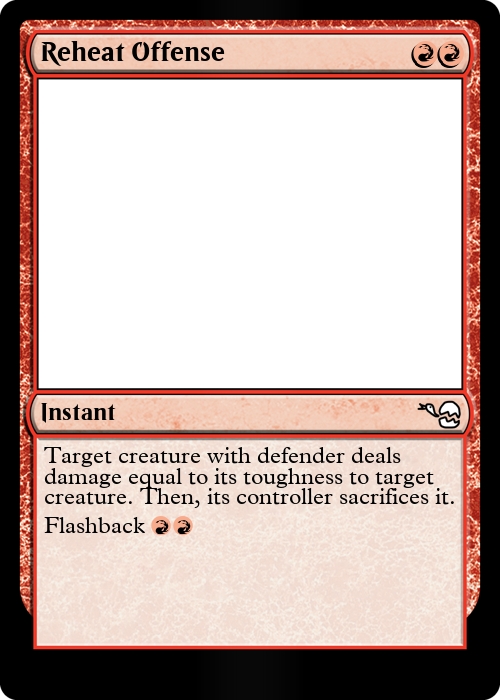 Reheat Offense
Instant
Target creature with defender deals
damage equal to its toughness to target
creature. Then, its controller sacrifices it.
Flashback